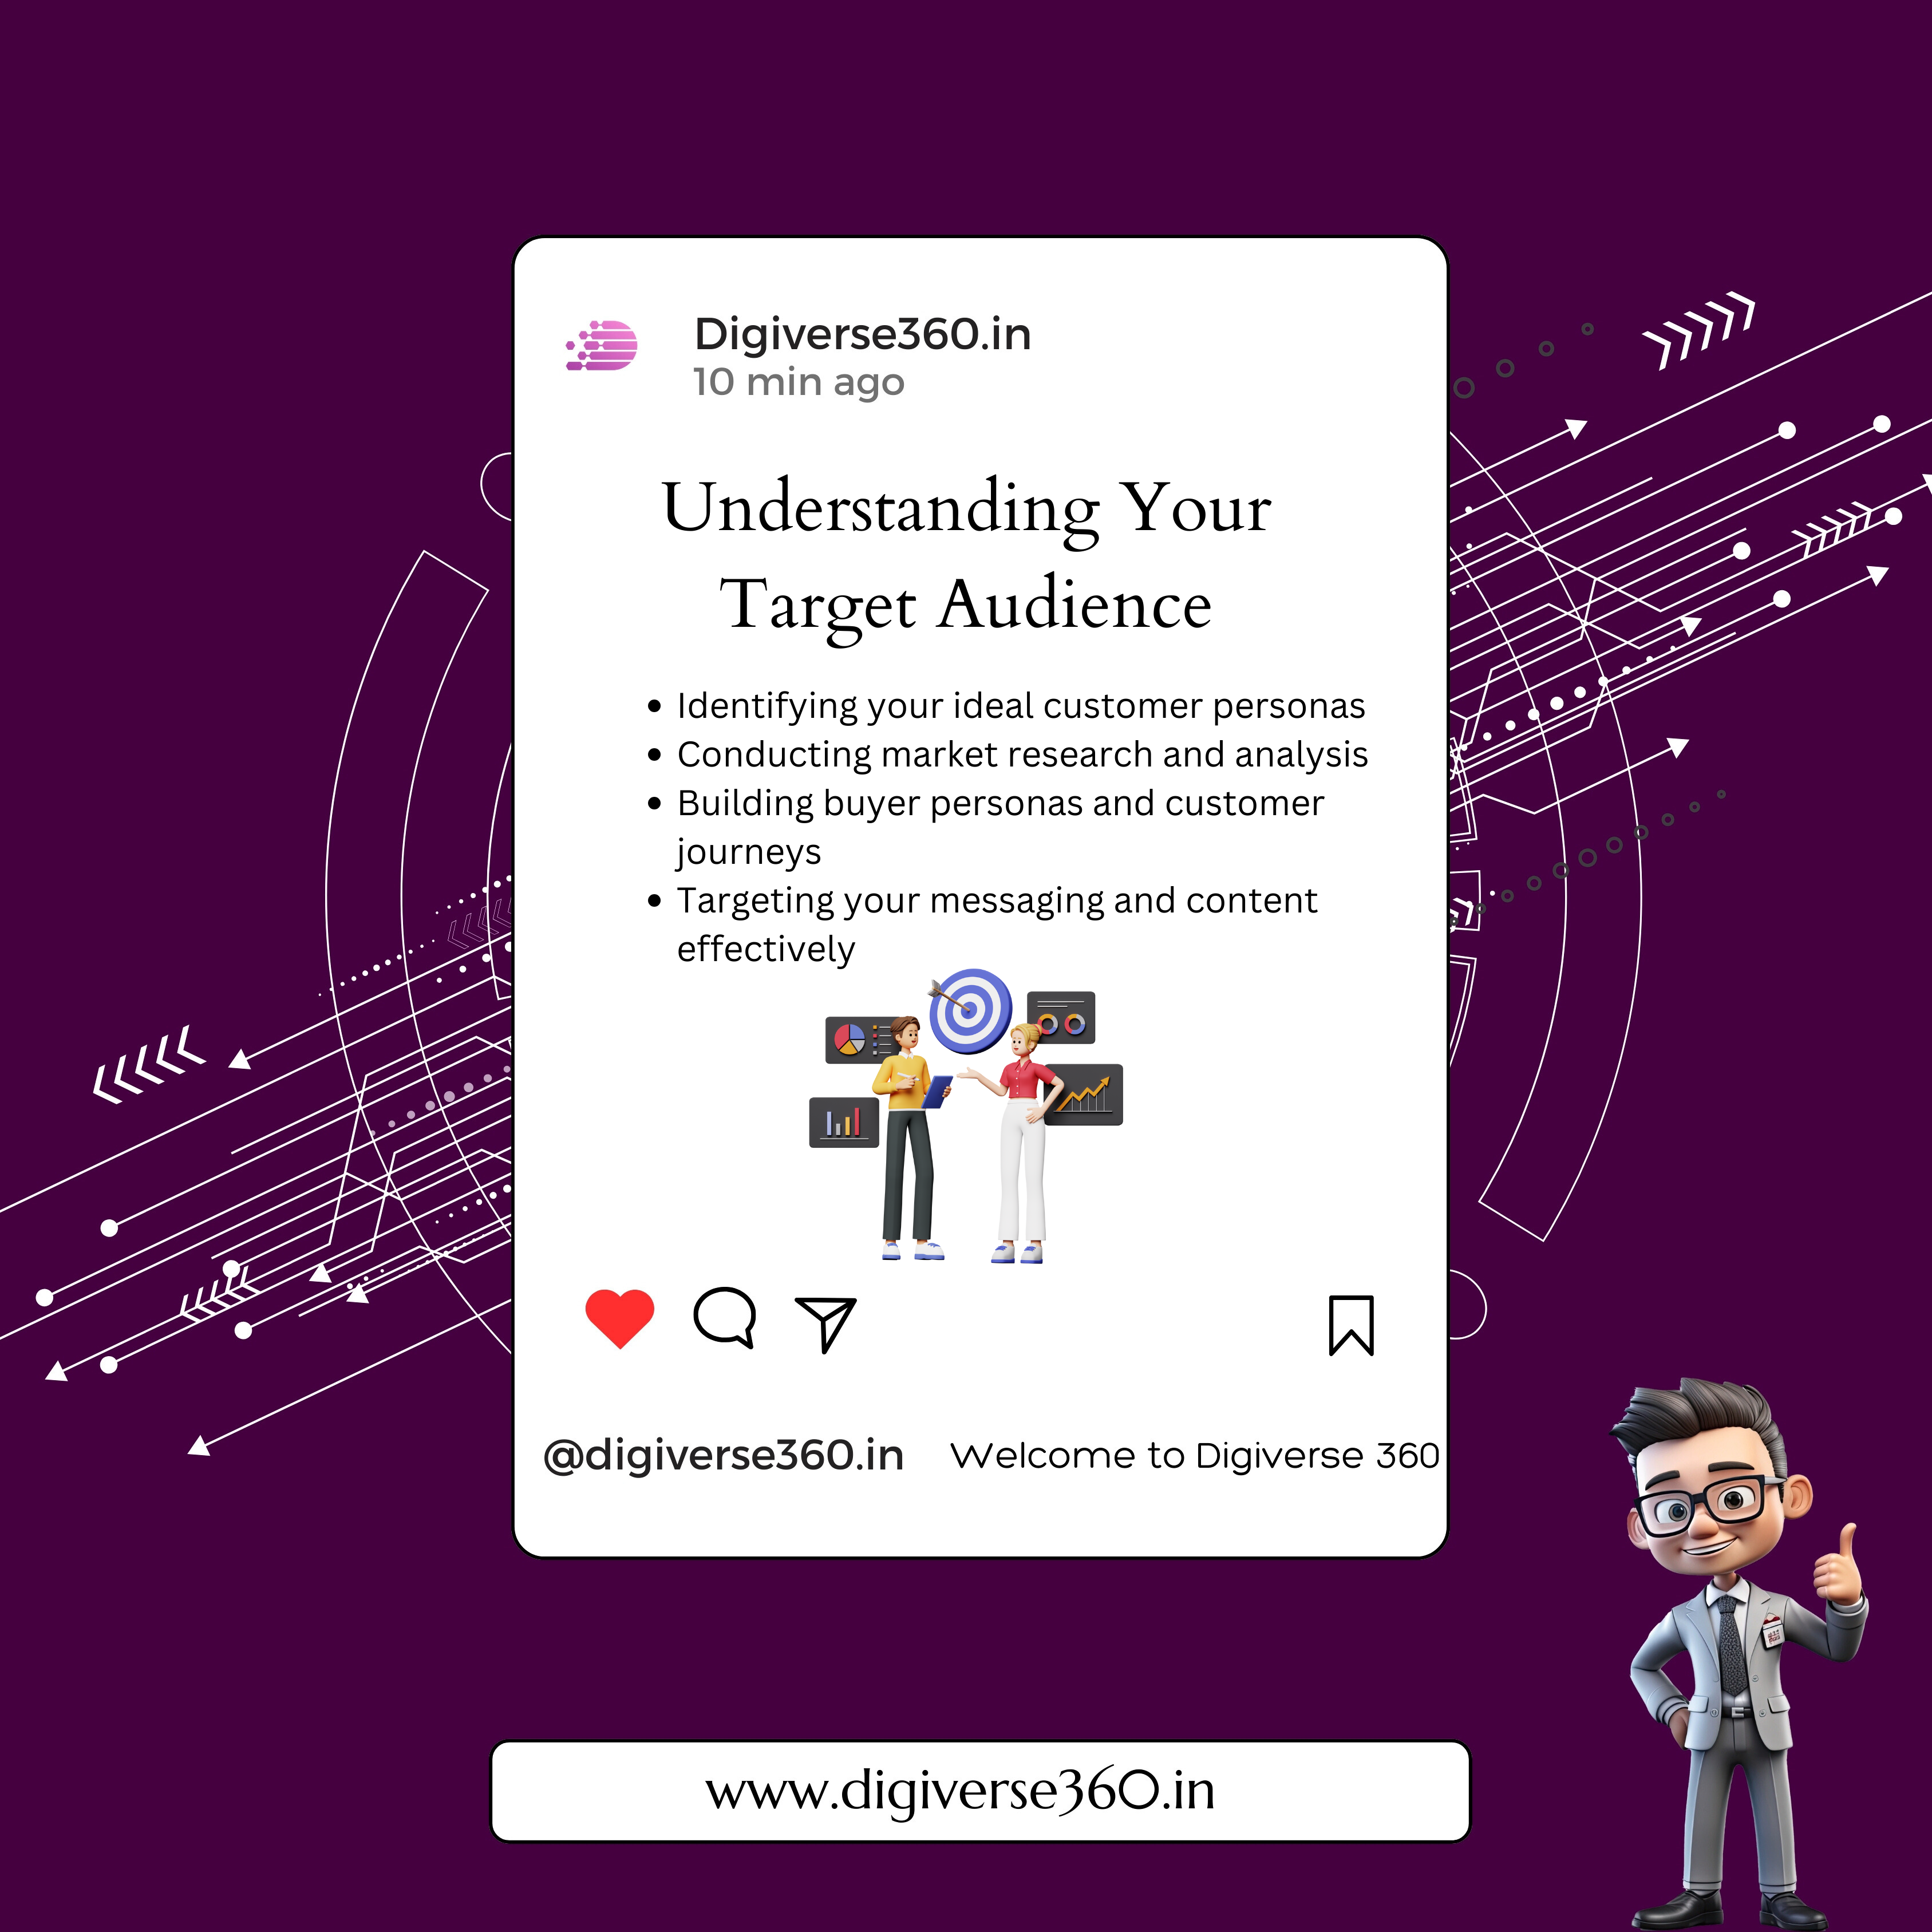 Digiverse360.in
10 min ago
Understanding Your
Target Audience
• Identifying your ideal customer personas
• Conducting market research and analysis
• Building buyer personas and customer
journeys
• Targeting your messaging and content
effectively
@digiverse360.in
Welcome to Digiverse 360
www.digiverse360.in